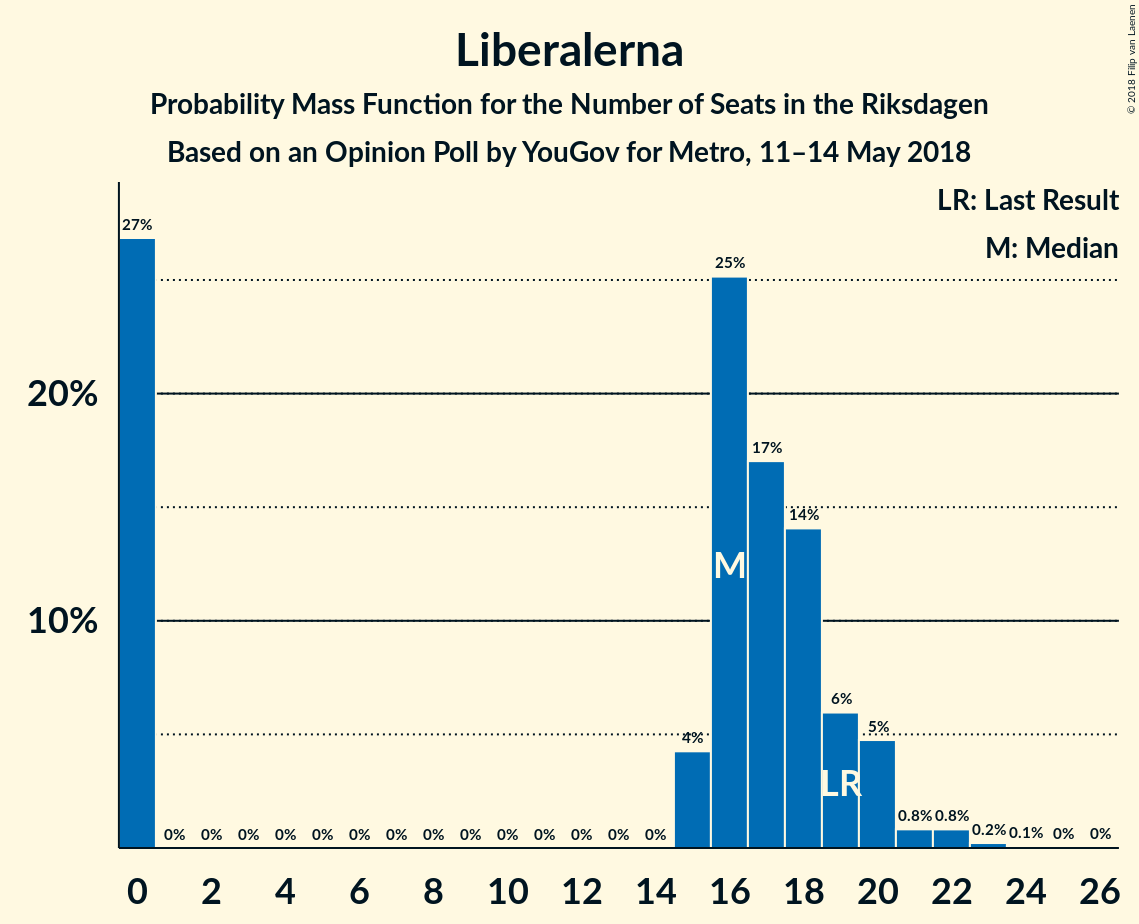 Liberalerna
Probability Mass Function for the Number of Seats in the Riksdagen
Based on an Opinion Poll by YouGov for Metro, 11–14 May 2018
© 2018 Filip van Laenen
LR: Last Result
M: Median
27%
25%
20%
17%
14%
M
10%
6%
5%
4%
LR
0% 0% 0% 0% 0% 0% 0% 0% 0% 0% 0% 0% 0% 0% 0.8% 0.8% 0.2% 0.1% 0% 0%
0 2 4 6 8 10 12 14 16 18 20 22 24 26